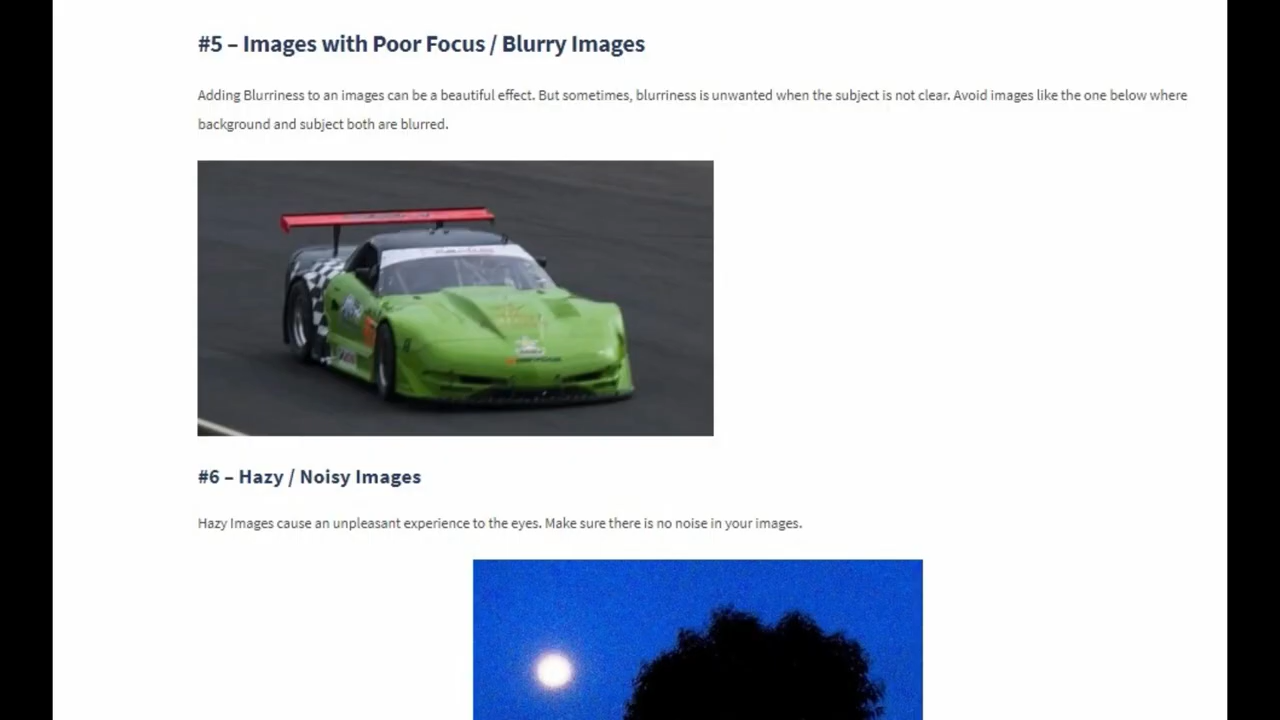 #5 – Images with Poor Focus / Blurry Images
Adding Blurriness to an images can be a beautiful effect. But sometimes, blurriness is unwanted when the subject is not clear. Avoid images like the one below where
background and subject both are blurred.
#6 – Hazy / Noisy Images
Hazy Images cause an unpleasant experience to the eyes. Make sure there is no noise in your images.